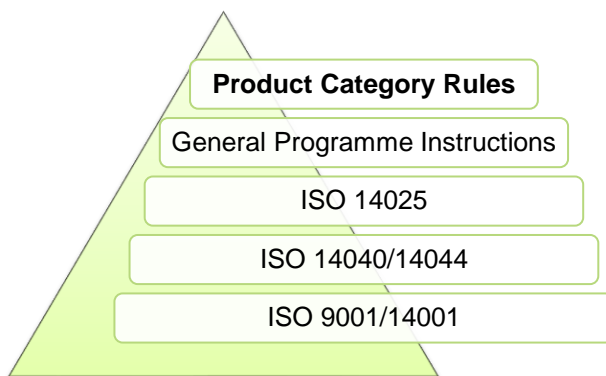 Product Category Rules
General Programme Instructions
ISO 14025
ISO 14040/14044
ISO 9001/14001